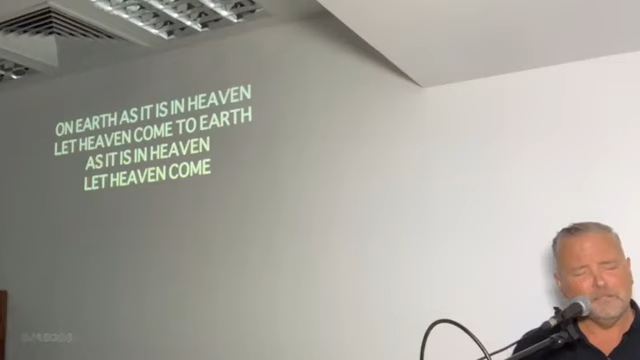 ON EARTH AS IT IS IN HEAVEN
LET HEAVEN COME TO EARTH
AS IT IS IN HEAVEN
LET HEAVEN COME